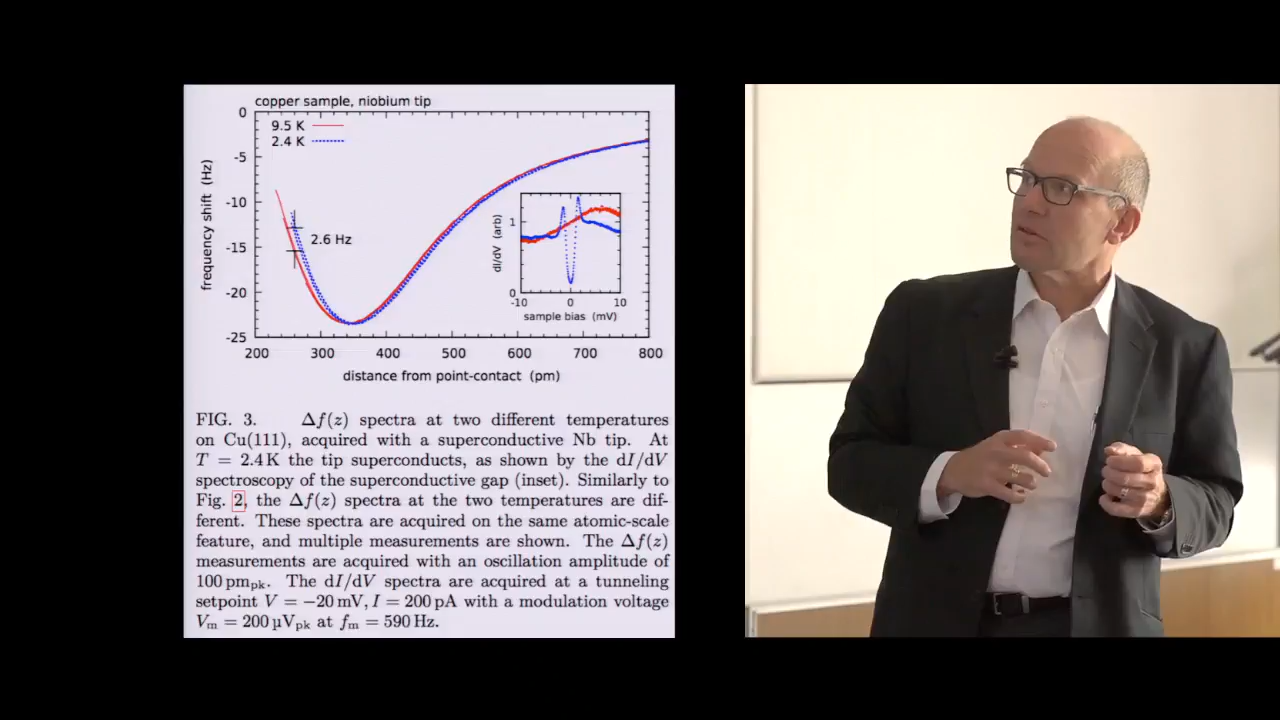 copper sample, niobium tip
0
-5
-10
-15
-20
-25
frequency shift (Hz)
9.5 K
2.4 K
2.6 Hz
200 300 400 500 600 700 800
distance from point-contact (pm)
1
0
dI/dV (arb)
-10 0 10
sample bias (mV)
FIG. 3. Δf(z) spectra at two different temperatures
on Cu(111), acquired with a superconductive Nb tip. At
T = 2.4 K the tip superconducts, as shown by the dI/dV
spectroscopy of the superconductive gap (inset). Similarly to
Fig. 2, the Δf(z) spectra at the two temperatures are dif-
ferent. These spectra are acquired on the same atomic-scale
feature, and multiple measurements are shown. The Δf(z)
measurements are acquired with an oscillation amplitude of
100 pmpk. The dI/dV spectra are acquired at a tunneling
setpoint V = −20 mV, I = 200 pA with a modulation voltage
Vm = 200 µVpk at fm = 590 Hz.